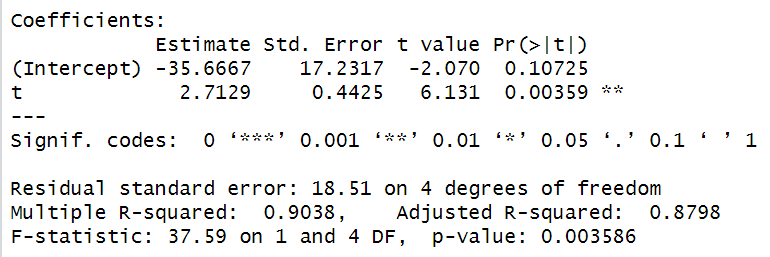 Coefficients:
Estimate Std. Error t value Pr(>|t|)
(Intercept) -35.6667 17.2317 -2.070 0.10725
t 2.7129 0.4425 6.131 0.00359 **
---
Signif. codes: 0 ‘***’ 0.001 ‘**’ 0.01 ‘*’ 0.05 ‘.’ 0.1 ‘ ’ 1
Residual standard error: 18.51 on 4 degrees of freedom
Multiple R-squared: 0.9038, Adjusted R-squared: 0.8798
F-statistic: 37.59 on 1 and 4 DF, p-value: 0.003586